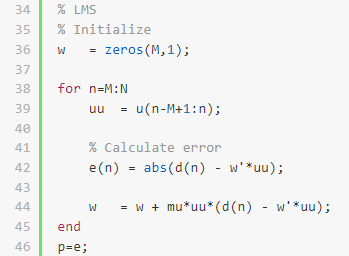 34 % LMS
35 % Initialize
36 w   = zeros(M,1);
37
38 for n=M:N
39     uu  = u(n-M+1:n);
40
41     % Calculate error
42     e(n) = abs(d(n) - w'*uu);
43
44     w   = w + mu*uu*(d(n) - w'*uu);
45 end
46 p=e;